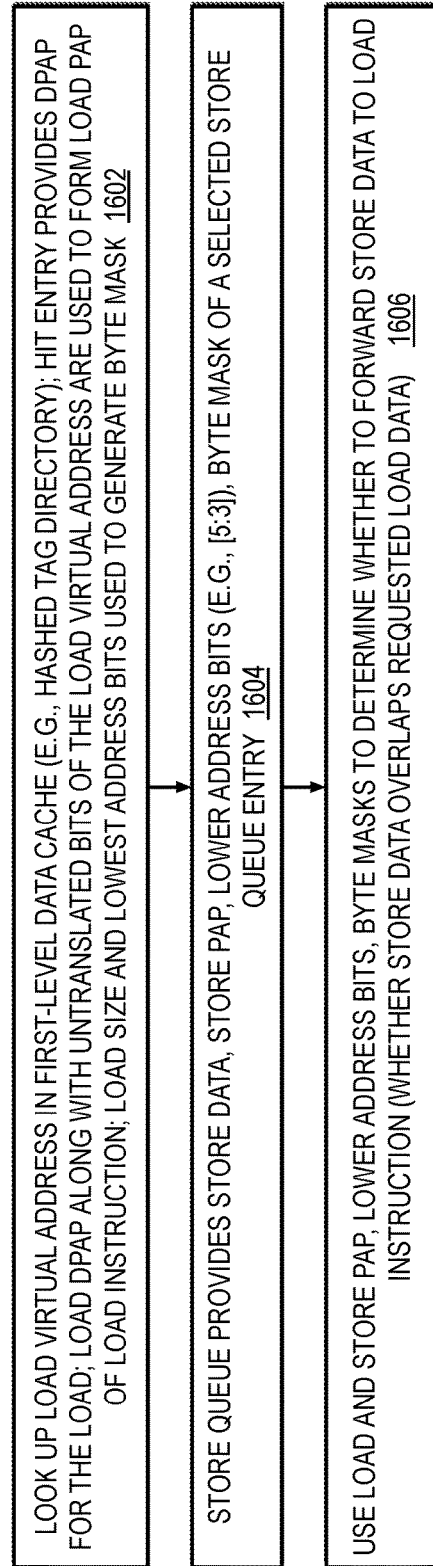 LOOK UP LOAD VIRTUAL ADDRESS IN FIRST-LEVEL DATA CACHE (E.G., HASHED TAG DIRECTORY); HIT ENTRY PROVIDES DPAP
FOR THE LOAD; LOAD DPAP ALONG WITH UNTRANSLATED BITS OF THE LOAD VIRTUAL ADDRESS ARE USED TO FORM LOAD PAP
OF LOAD INSTRUCTION; LOAD SIZE AND LOWEST ADDRESS BITS USED TO GENERATE BYTE MASK 1602
STORE QUEUE PROVIDES STORE DATA, STORE PAP, LOWER ADDRESS BITS (E.G., [5:3]), BYTE MASK OF A SELECTED STORE
QUEUE ENTRY 1604
USE LOAD AND STORE PAP, LOWER ADDRESS BITS, BYTE MASKS TO DETERMINE WHETHER TO FORWARD STORE DATA TO LOAD
INSTRUCTION (WHETHER STORE DATA OVERLAPS REQUESTED LOAD DATA) 1606